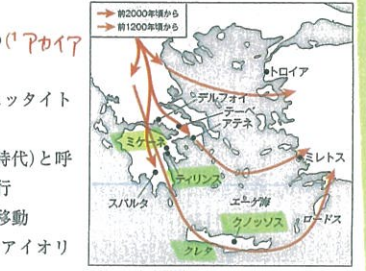 の(¹アカイア
ッタイト
時代)と呼
行
移動
アイオリ
前2000年頃から
前1200年頃から
トロイア
デルフォイ
テーベ
アテネ
ミケーネ
ミレトス
ティリンス
スパルタ
エーゲ海
クノッソス
ロードス
クレタ